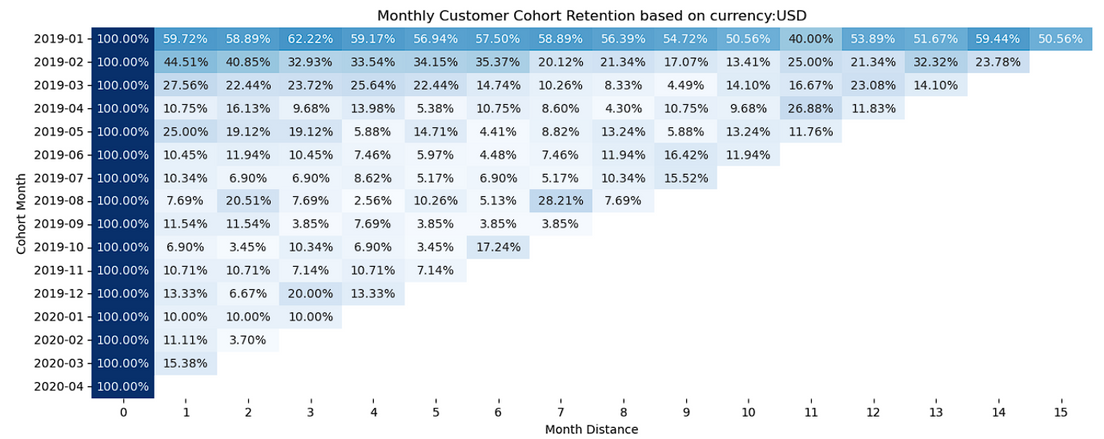 Monthly Customer Cohort Retention based on currency:USD
2019-01 100.00% 59.72% 58.89% 62.22% 59.17% 56.94% 57.50% 58.89% 56.39% 54.72% 50.56% 40.00% 53.89% 51.67% 59.44% 50.56%
2019-02 100.00% 44.51% 40.85% 32.93% 33.54% 34.15% 35.37% 20.12% 21.34% 17.07% 13.41% 25.00% 21.34% 32.32% 23.78%
2019-03 100.00% 27.56% 22.44% 23.72% 25.64% 22.44% 14.74% 10.26% 8.33% 4.49% 14.10% 16.67% 23.08% 14.10%
2019-04 100.00% 10.75% 16.13% 9.68% 13.98% 5.38% 10.75% 8.60% 4.30% 10.75% 9.68% 26.88% 11.83%
2019-05 100.00% 25.00% 19.12% 19.12% 5.88% 14.71% 4.41% 8.82% 13.24% 5.88% 13.24% 11.76%
2019-06 100.00% 10.45% 11.94% 10.45% 7.46% 5.97% 4.48% 7.46% 11.94% 16.42% 11.94%
2019-07 100.00% 10.34% 6.90% 6.90% 8.62% 5.17% 6.90% 5.17% 10.34% 15.52%
2019-08 100.00% 7.69% 20.51% 7.69% 2.56% 10.26% 5.13% 28.21% 7.69%
2019-09 100.00% 11.54% 11.54% 3.85% 7.69% 3.85% 3.85% 3.85%
2019-10 100.00% 6.90% 3.45% 10.34% 6.90% 3.45% 17.24%
2019-11 100.00% 10.71% 10.71% 7.14% 10.71% 7.14%
2019-12 100.00% 13.33% 6.67% 20.00% 13.33%
2020-01 100.00% 10.00% 10.00% 10.00%
2020-02 100.00% 11.11% 3.70%
2020-03 100.00% 15.38%
2020-04 100.00%
Cohort Month
0 1 2 3 4 5 6 7 8 9 10 11 12 13 14 15
Month Distance